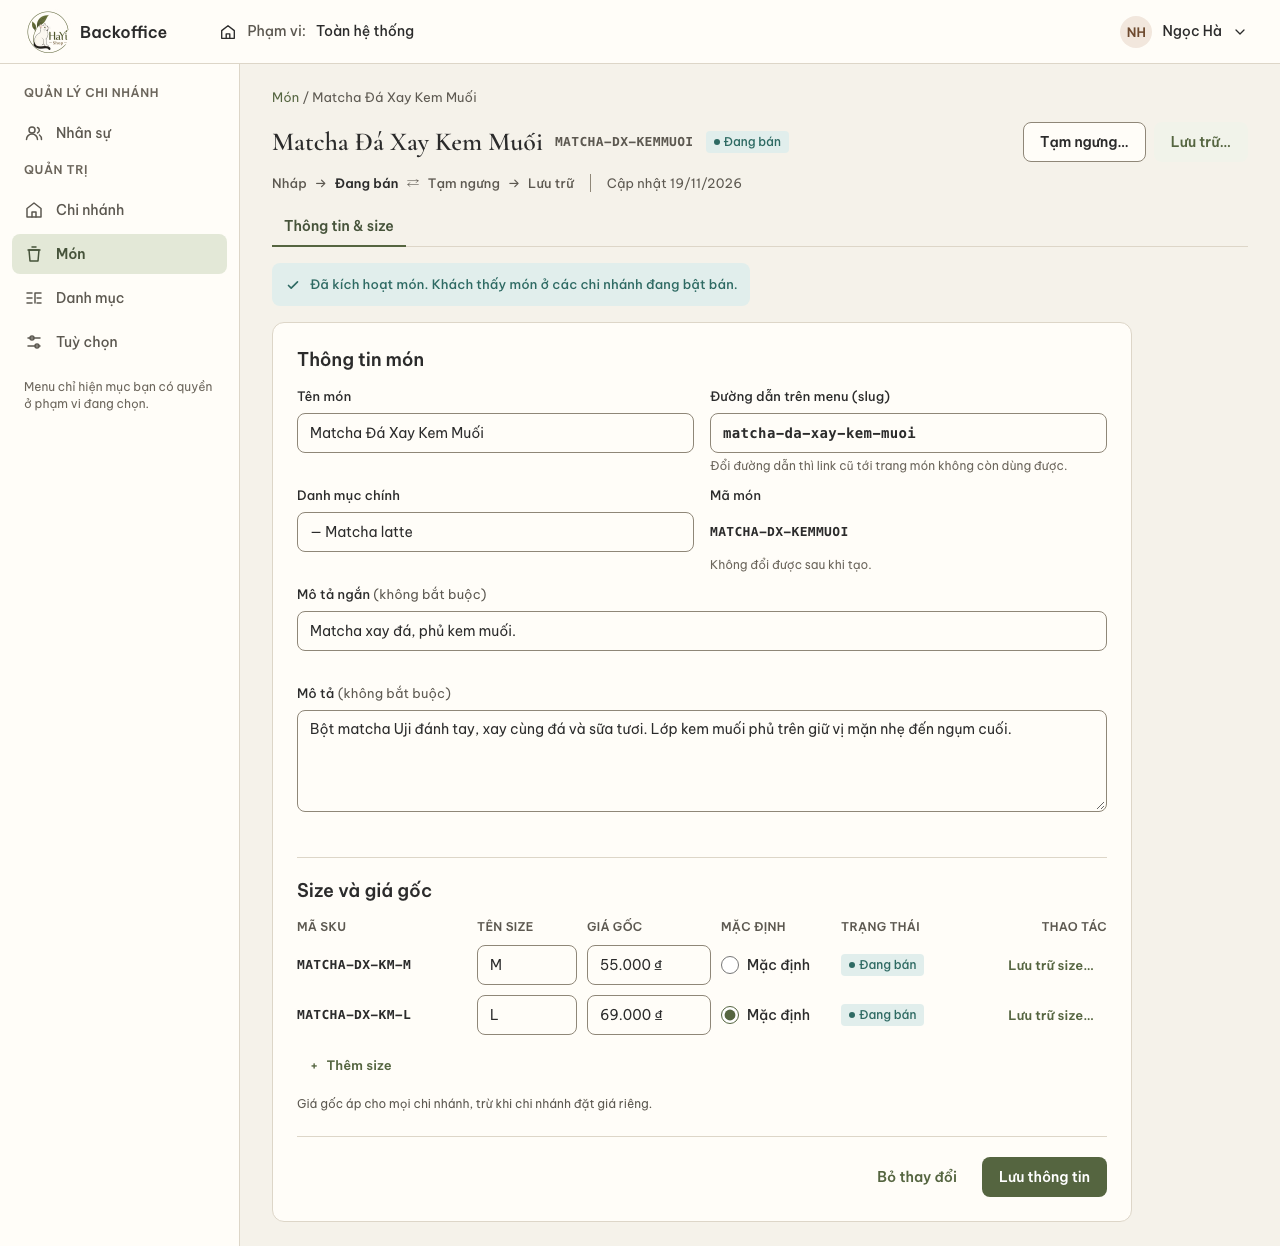 HaYi
Shop
Backoffice
Phạm vi: Toàn hệ thống
NH Ngọc Hà
QUẢN LÝ CHI NHÁNH
Nhân sự
QUẢN TRỊ
Chi nhánh
Món
Danh mục
Tuỳ chọn
Menu chỉ hiện mục bạn có quyền
ở phạm vi đang chọn.
Món / Matcha Đá Xay Kem Muối
Matcha Đá Xay Kem Muối MATCHA-DX-KEMMUOI Đang bán
Tạm ngưng... Lưu trữ...
Nháp → Đang bán ⇄ Tạm ngưng → Lưu trữ | Cập nhật 19/11/2026
Thông tin & size
Đã kích hoạt món. Khách thấy món ở các chi nhánh đang bật bán.
Thông tin món
Tên món
Matcha Đá Xay Kem Muối
Đường dẫn trên menu (slug)
matcha-da-xay-kem-muoi
Đổi đường dẫn thì link cũ tới trang món không còn dùng được.
Danh mục chính
— Matcha latte
Mã món
MATCHA-DX-KEMMUOI
Không đổi được sau khi tạo.
Mô tả ngắn (không bắt buộc)
Matcha xay đá, phủ kem muối.
Mô tả (không bắt buộc)
Bột matcha Uji đánh tay, xay cùng đá và sữa tươi. Lớp kem muối phủ trên giữ vị mặn nhẹ đến ngụm cuối.
Size và giá gốc
MÃ SKU TÊN SIZE GIÁ GỐC MẶC ĐỊNH TRẠNG THÁI THAO TÁC
MATCHA-DX-KM-M M 55.000 ₫ Mặc định Đang bán Lưu trữ size...
MATCHA-DX-KM-L L 69.000 ₫ Mặc định Đang bán Lưu trữ size...
+ Thêm size
Giá gốc áp cho mọi chi nhánh, trừ khi chi nhánh đặt giá riêng.
Bỏ thay đổi Lưu thông tin